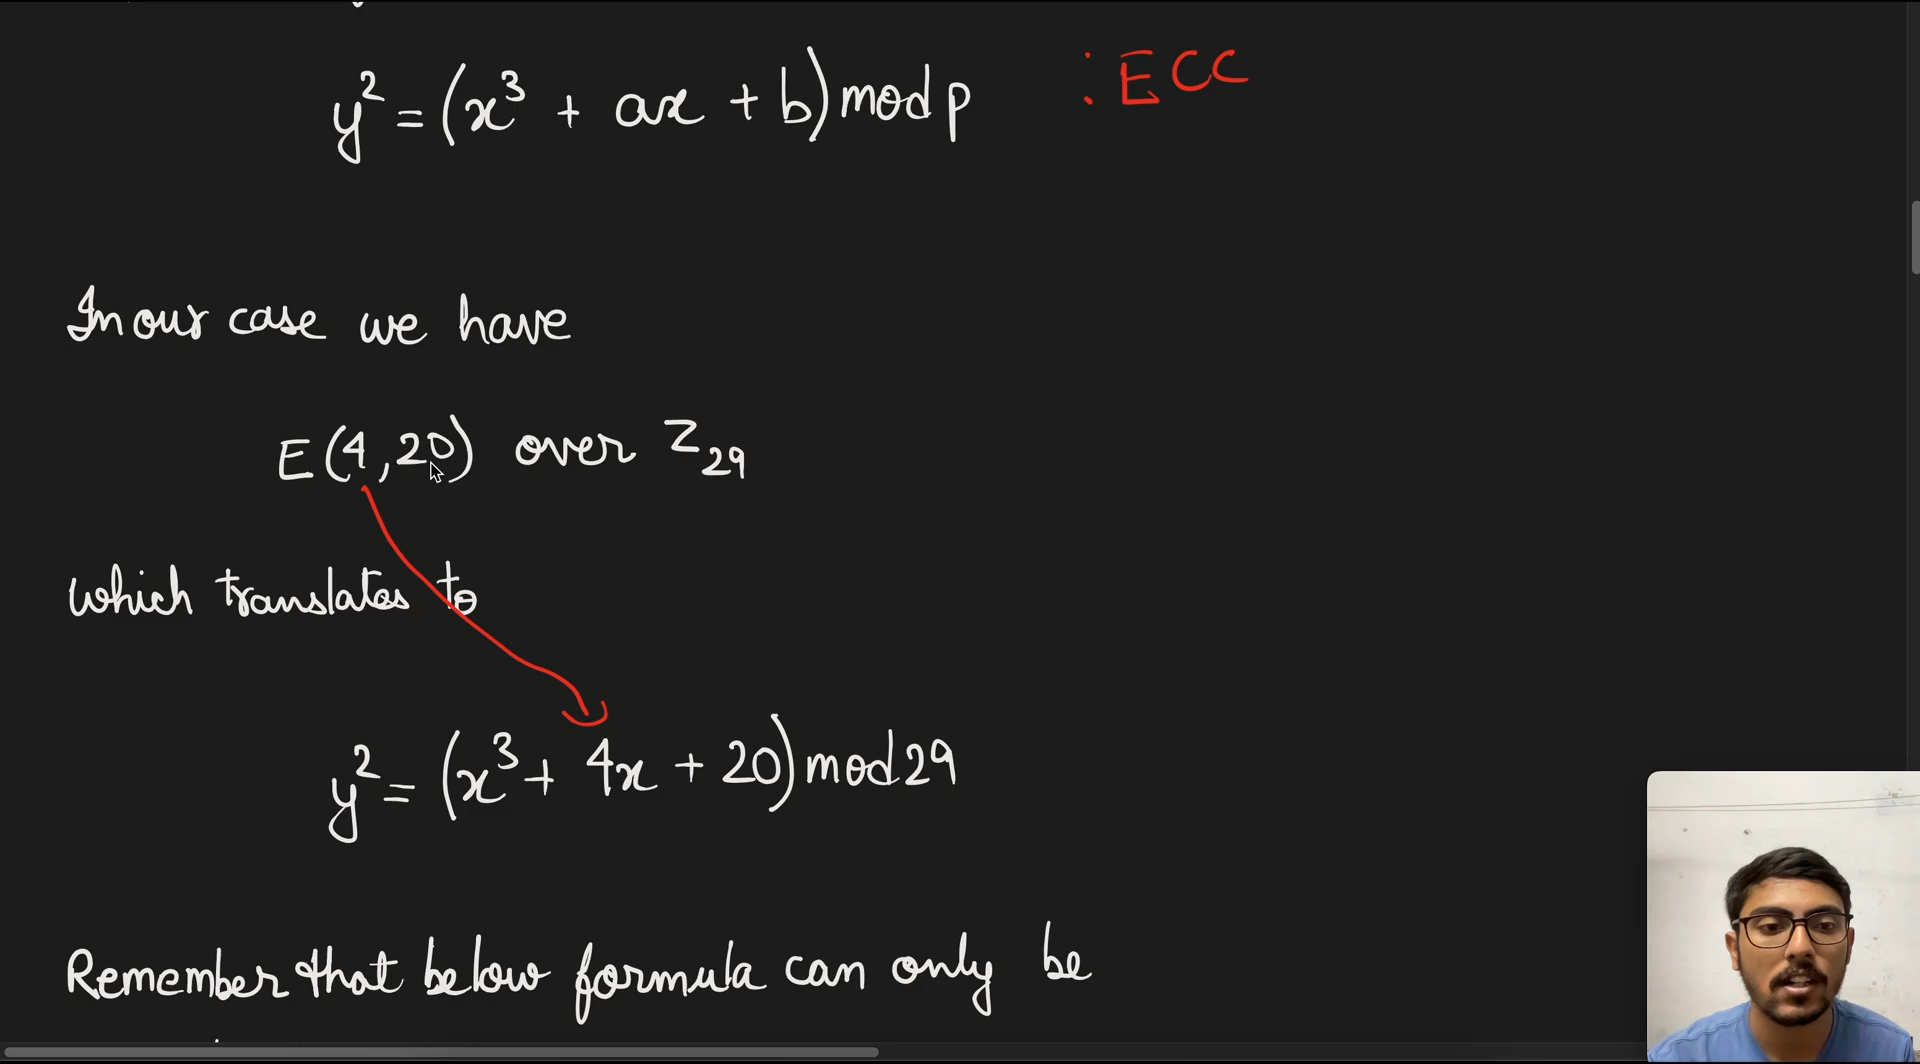 y² = (x³ + ax + b) mod p : ECC
In our case we have
E(4,20) over Z₂₉
which translates to
y² = (x³ + 4x + 20) mod 29
Remember that below formula can only be